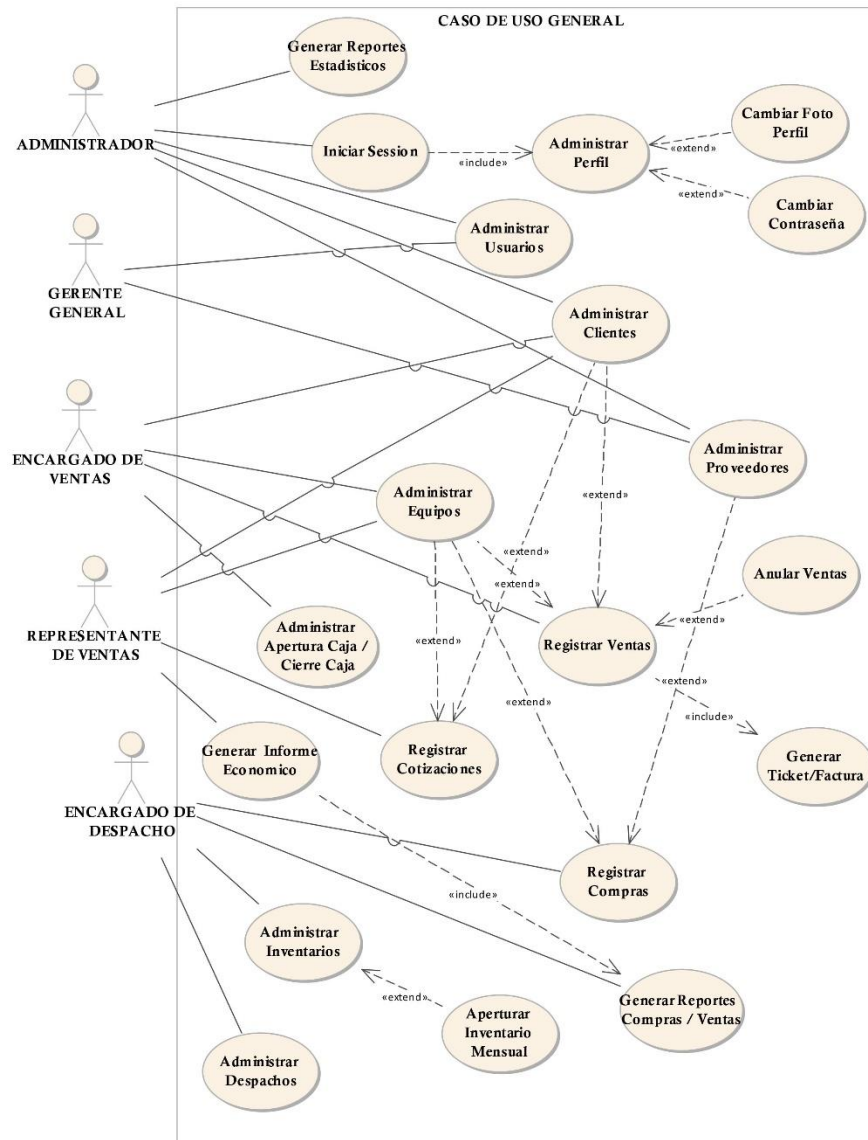 CASO DE USO GENERAL
Generar Reportes
Estadisticos
ADMINISTRADOR
Iniciar Session
«include»
Administrar
Perfil
«extend»
Cambiar Foto
Perfil
«extend»
Cambiar
Contraseña
Administrar
Usuarios
GERENTE
GENERAL
Administrar
Clientes
ENCARGADO DE
VENTAS
Administrar
Proveedores
Administrar
Equipos
«extend»
«extend»
«extend»
Anular Ventas
«extend»
REPRESENTANTE
DE VENTAS
Administrar
Apertura Caja /
Cierre Caja
«extend»
Registrar Ventas
«extend»
«extend»
«include»
Generar Informe
Economico
Registrar
Cotizaciones
Generar
Ticket/Factura
ENCARGADO DE
DESPACHO
Registrar
Compras
«include»
Administrar
Inventarios
«extend»
Aperturar
Inventario
Mensual
Generar Reportes
Compras / Ventas
Administrar
Despachos